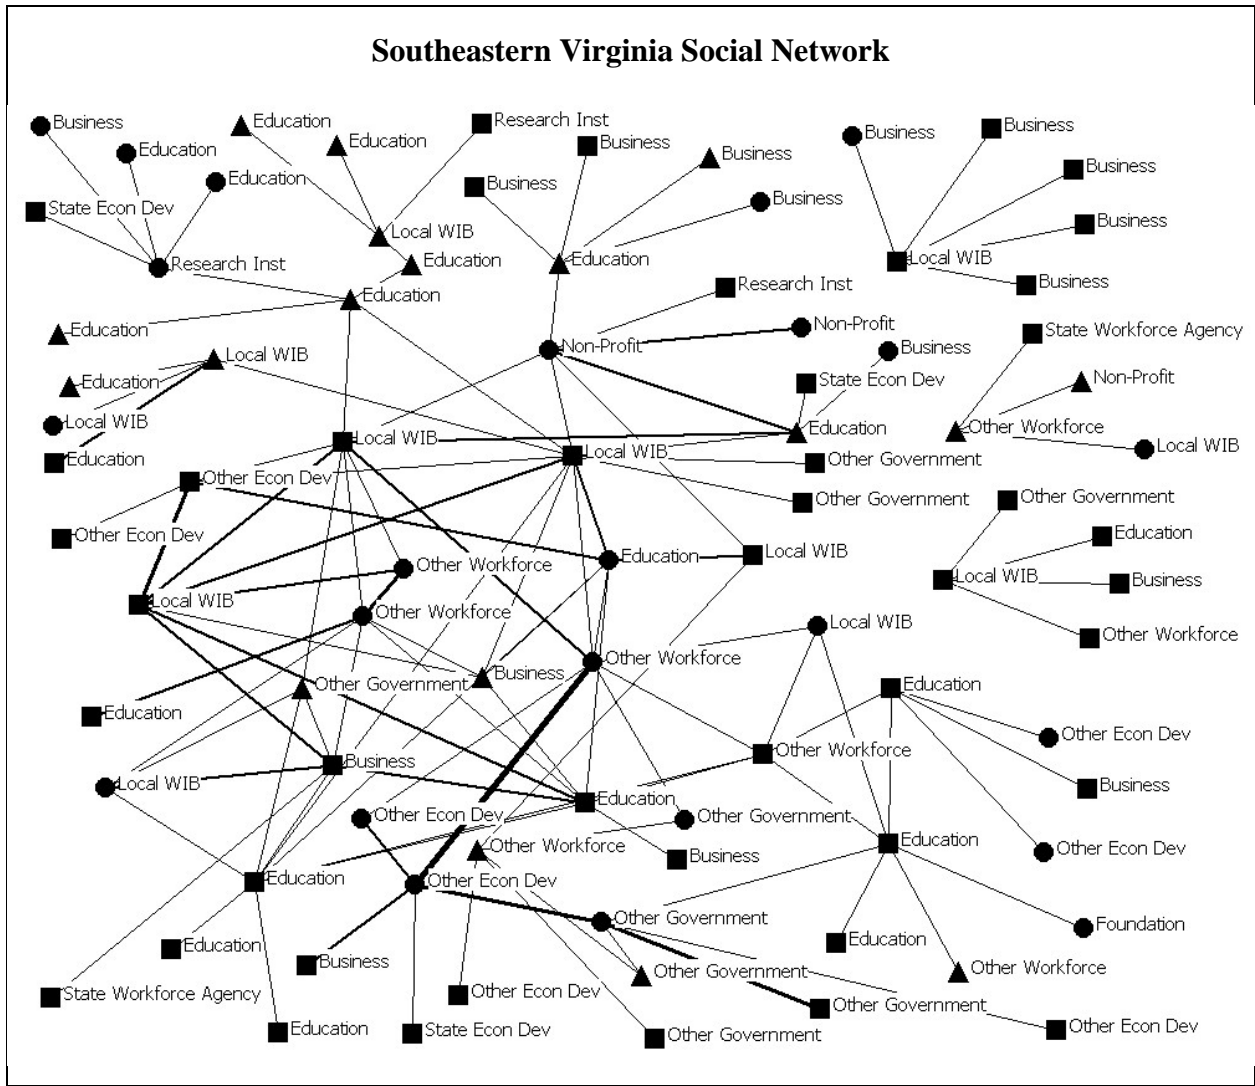 Southeastern Virginia Social Network
Business
Education
Research Inst
Business
Business
Education
Education
Business
Business
Education
Business
Business
Business
State Econ Dev
Business
Local WIB
Education
Education
Local WIB
Research Inst
Business
Research Inst
Education
Non-Profit
State Workforce Agency
Education
Non-Profit
Business
Local WIB
Education
State Econ Dev
Non-Profit
Local WIB
Education
Other Workforce
Local WIB
Local WIB
Local WIB
Education
Other Government
Other Econ Dev
Other Government
Other Government
Other Econ Dev
Education
Education
Local WIB
Other Workforce
Local WIB
Business
Local WIB
Other Workforce
Local WIB
Other Workforce
Other Workforce
Business
Other Government
Education
Education
Other Econ Dev
Other Workforce
Business
Local WIB
Business
Education
Other Econ Dev
Other Government
Education
Other Workforce
Business
Other Econ Dev
Education
Other Econ Dev
Other Government
Foundation
Education
Education
Business
Other Government
Other Workforce
State Workforce Agency
Other Econ Dev
Other Government
Education
State Econ Dev
Other Government
Other Econ Dev